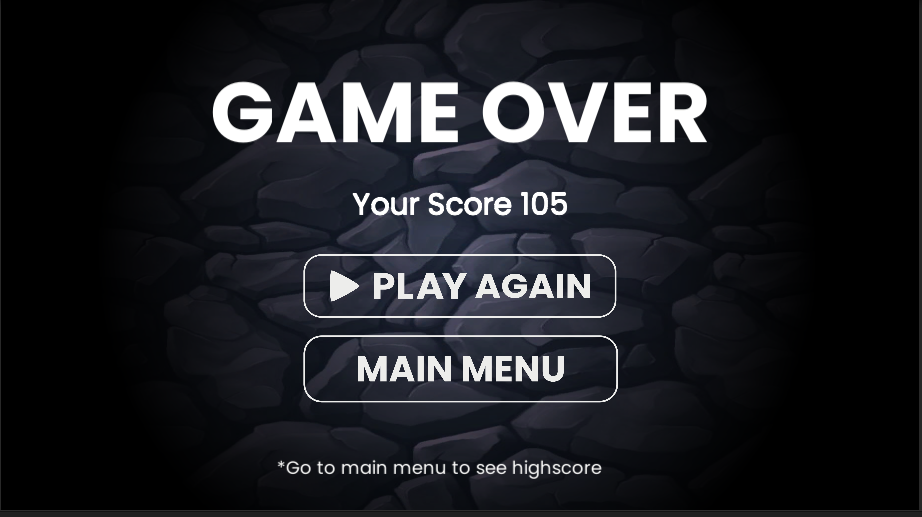 GAME OVER
Your Score 105
PLAY AGAIN
MAIN MENU
*Go to main menu to see highscore